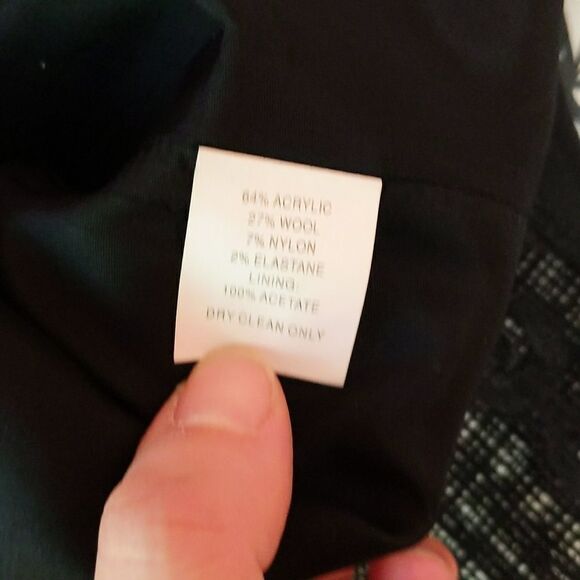 64% ACRYLIC
27% WOOL
7% NYLON
2% ELASTANE
LINING:
100% ACETATE
DRY CLEAN ONLY